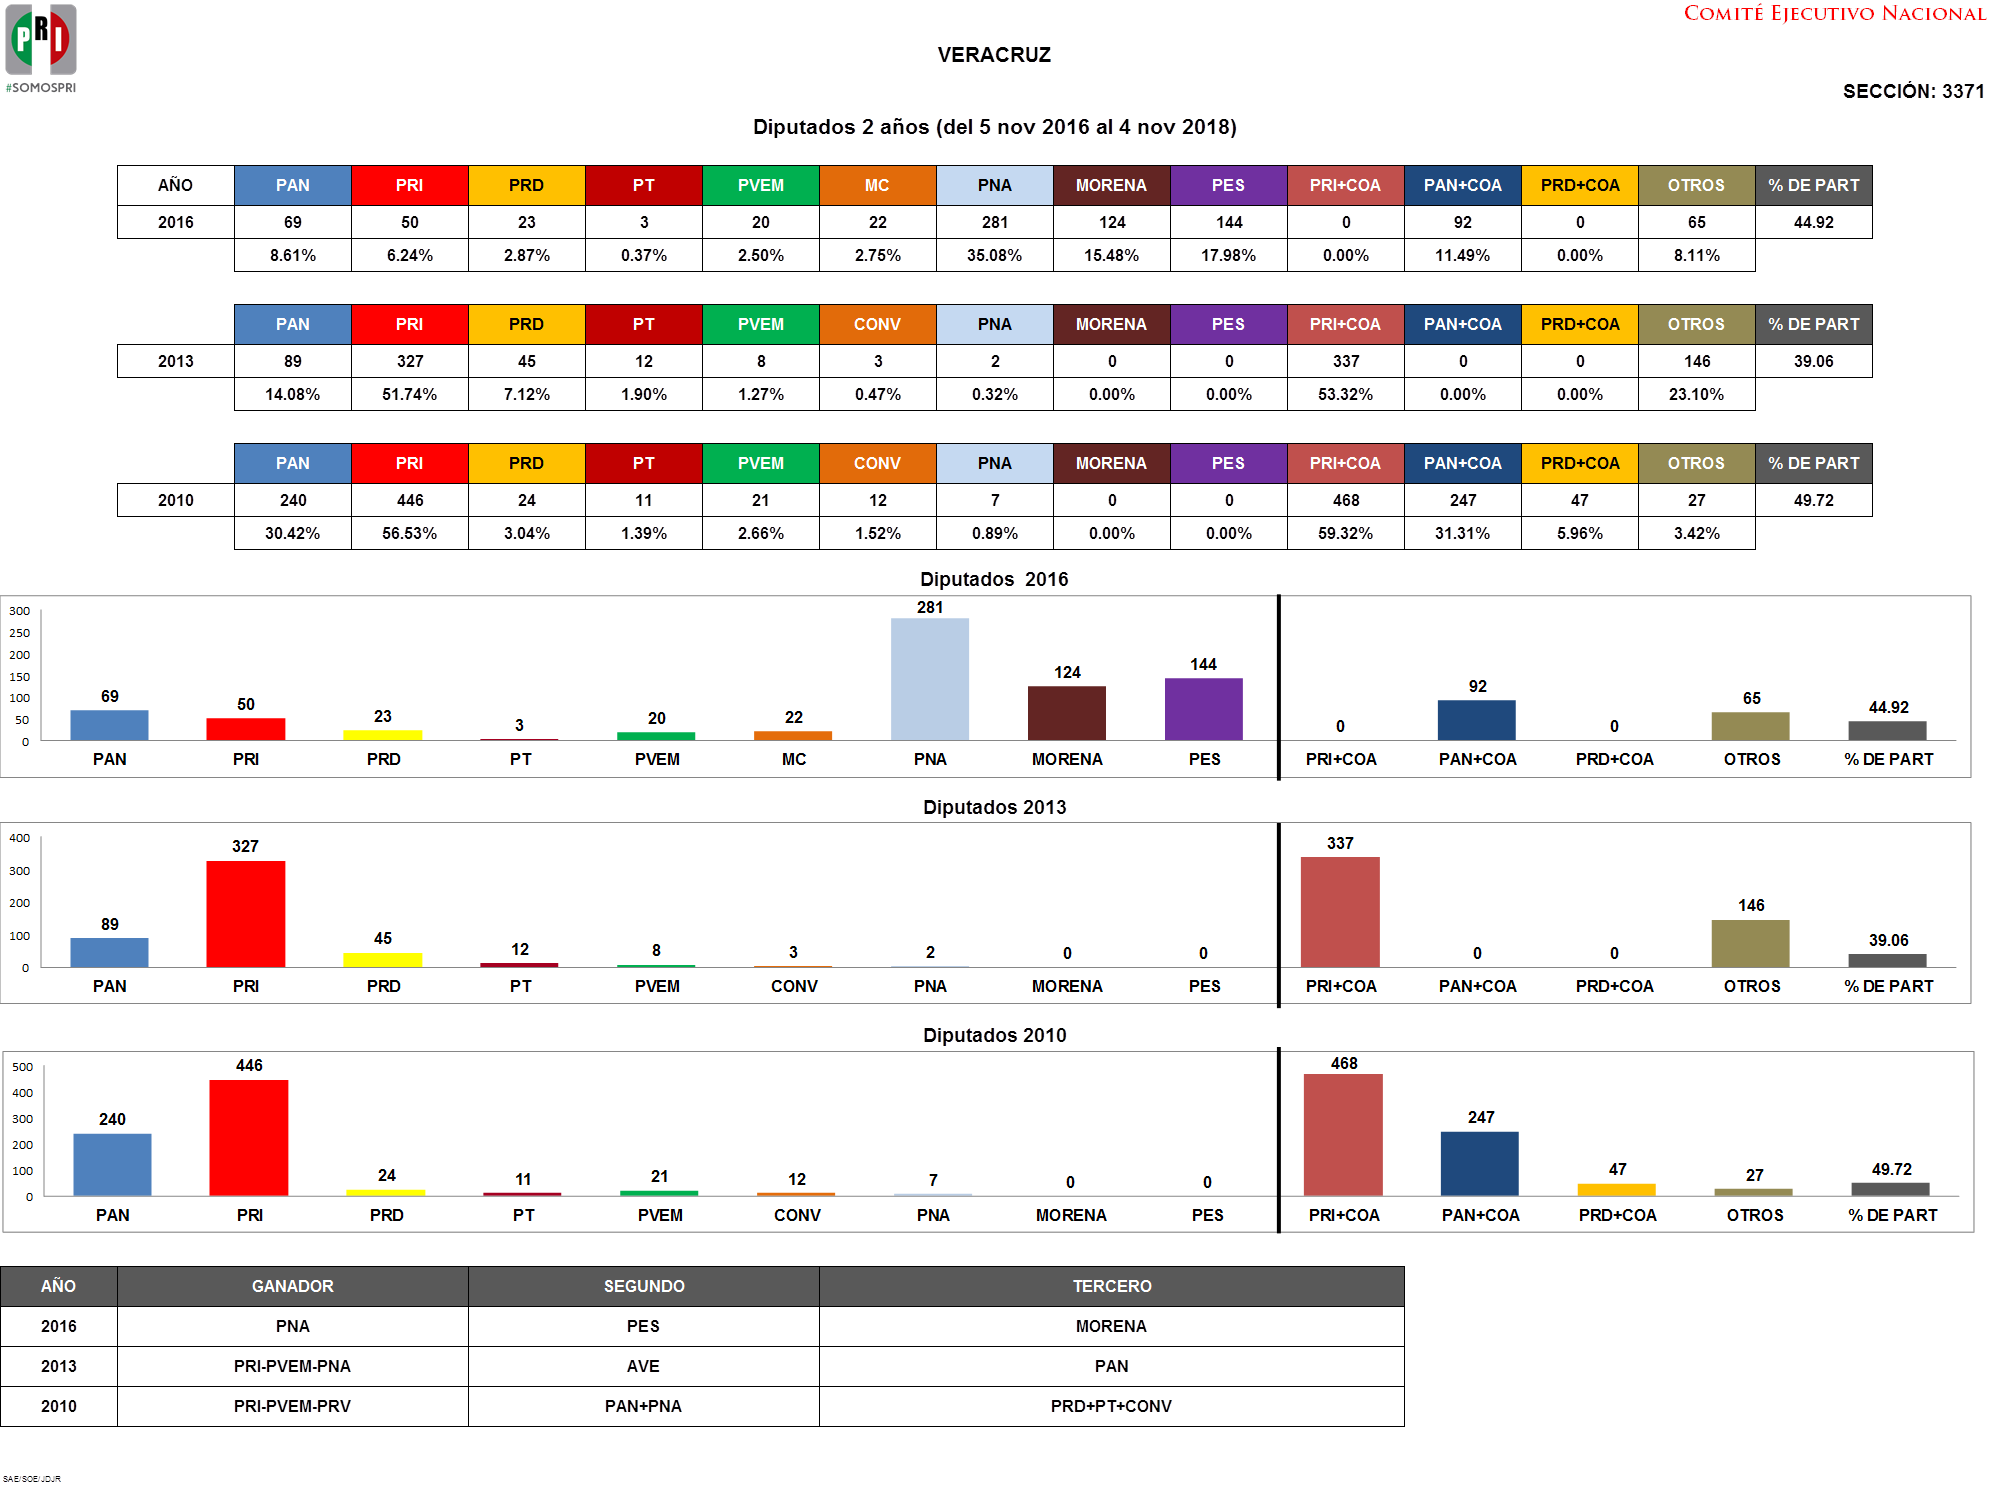 PRI
#SOMOSPRI
COMITÉ EJECUTIVO NACIONAL
VERACRUZ
SECCIÓN: 3371
Diputados 2 años (del 5 nov 2016 al 4 nov 2018)
AÑO PAN PRI PRD PT PVEM MC PNA MORENA PES PRI+COA PAN+COA PRD+COA OTROS % DE PART
2016 69 50 23 3 20 22 281 124 144 0 92 0 65 44.92
8.61% 6.24% 2.87% 0.37% 2.50% 2.75% 35.08% 15.48% 17.98% 0.00% 11.49% 0.00% 8.11%
PAN PRI PRD PT PVEM CONV PNA MORENA PES PRI+COA PAN+COA PRD+COA OTROS % DE PART
2013 89 327 45 12 8 3 2 0 0 337 0 0 146 39.06
14.08% 51.74% 7.12% 1.90% 1.27% 0.47% 0.32% 0.00% 0.00% 53.32% 0.00% 0.00% 23.10%
PAN PRI PRD PT PVEM CONV PNA MORENA PES PRI+COA PAN+COA PRD+COA OTROS % DE PART
2010 240 446 24 11 21 12 7 0 0 468 247 47 27 49.72
30.42% 56.53% 3.04% 1.39% 2.66% 1.52% 0.89% 0.00% 0.00% 59.32% 31.31% 5.96% 3.42%
Diputados 2016
300
250
200
150
100
50
0
69 50 23 3 20 22 281 124 144 0 92 0 65 44.92
PAN PRI PRD PT PVEM MC PNA MORENA PES PRI+COA PAN+COA PRD+COA OTROS % DE PART
Diputados 2013
400
300
200
100
0
89 327 45 12 8 3 2 0 0 337 0 0 146 39.06
PAN PRI PRD PT PVEM CONV PNA MORENA PES PRI+COA PAN+COA PRD+COA OTROS % DE PART
Diputados 2010
500
400
300
200
100
0
240 446 24 11 21 12 7 0 0 468 247 47 27 49.72
PAN PRI PRD PT PVEM CONV PNA MORENA PES PRI+COA PAN+COA PRD+COA OTROS % DE PART
AÑO GANADOR SEGUNDO TERCERO
2016 PNA PES MORENA
2013 PRI-PVEM-PNA AVE PAN
2010 PRI-PVEM-PRV PAN+PNA PRD+PT+CONV
SAE/SOE/JDJR